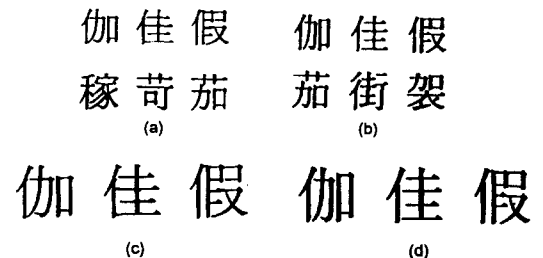 伽 佳 假
稼 苛 茄
(a)
伽 佳 假
茄 街 袈
(b)
伽 佳 假
(c)
伽 佳 假
(d)